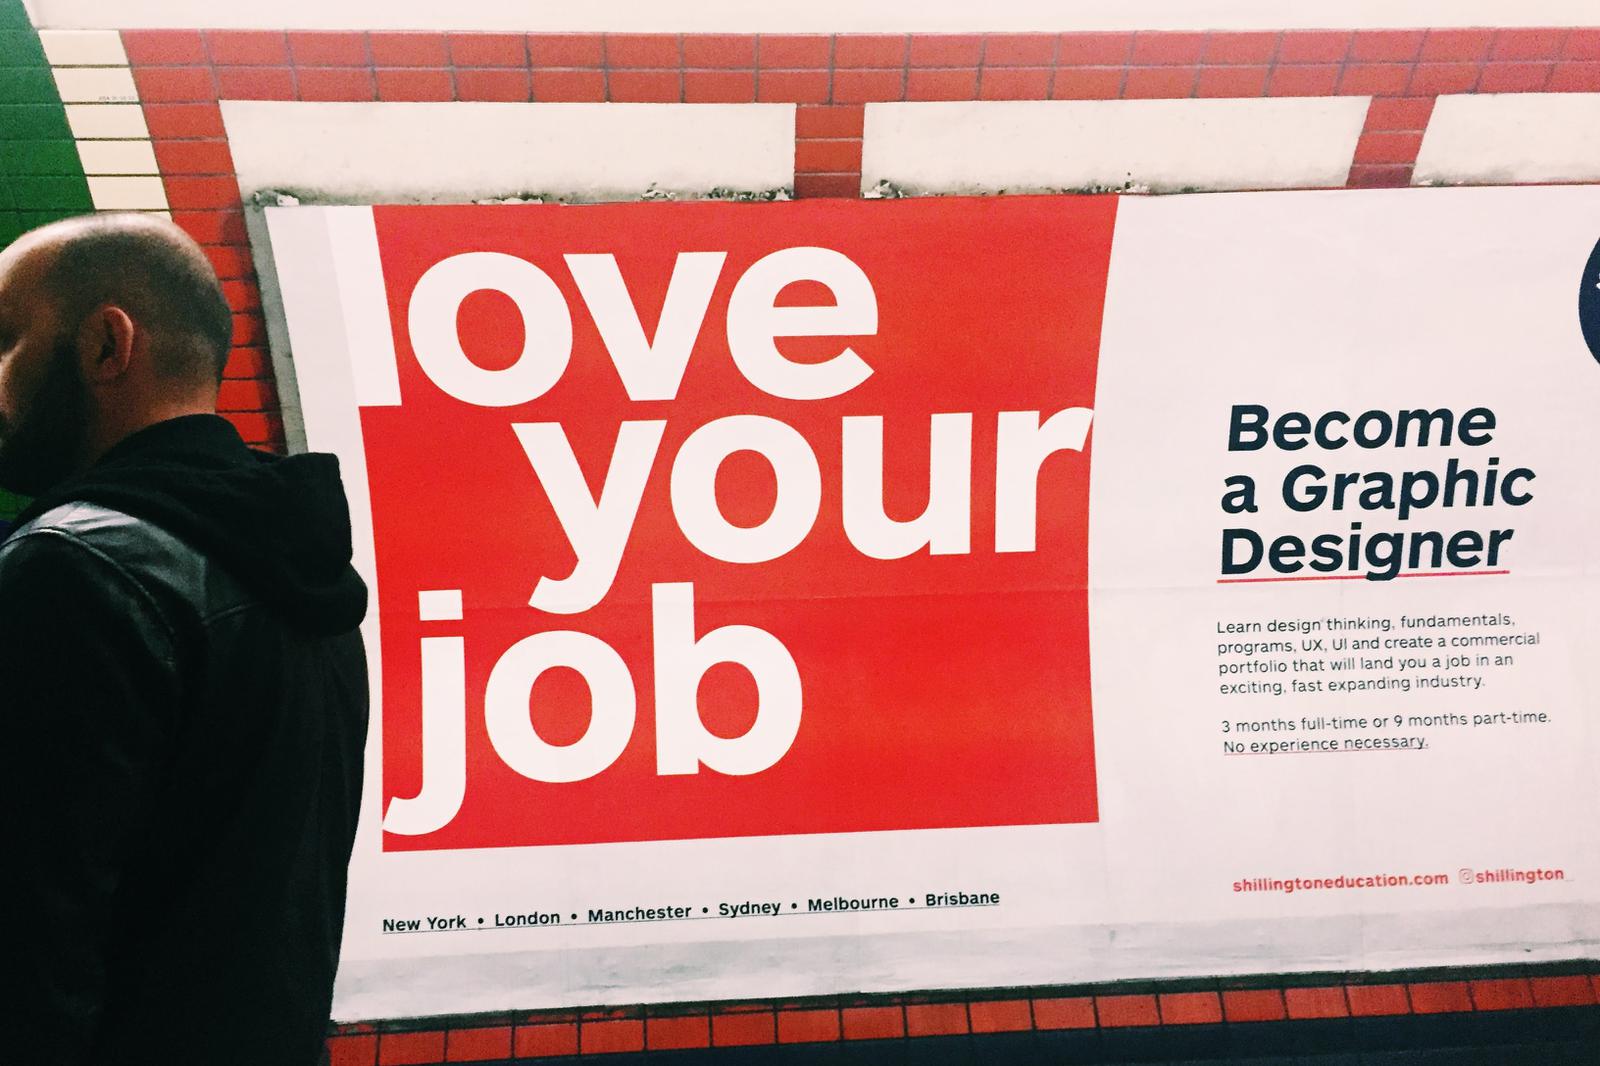 love
your
job
New York • London • Manchester • Sydney • Melbourne • Brisbane
Become
a Graphic
Designer
Learn design thinking, fundamentals,
programs, UX, UI and create a commercial
portfolio that will land you a job in an
exciting, fast expanding industry.
3 months full-time or 9 months part-time.
No experience necessary.
shillingtoneducation.com @shillington_